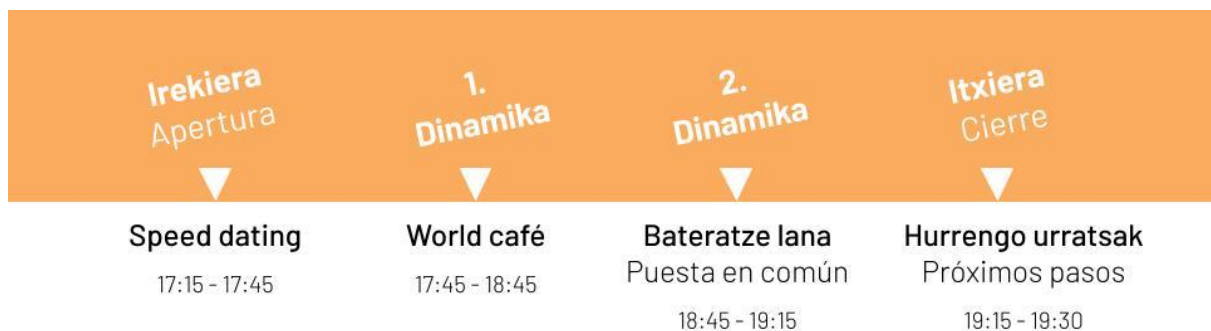 Irekiera
Apertura
1.
Dinamika
2.
Dinamika
Itxiera
Cierre
Speed dating
17:15 - 17:45
World café
17:45 - 18:45
Bateratze lana
Puesta en común
18:45 - 19:15
Hurrengo urratsak
Próximos pasos
19:15 - 19:30